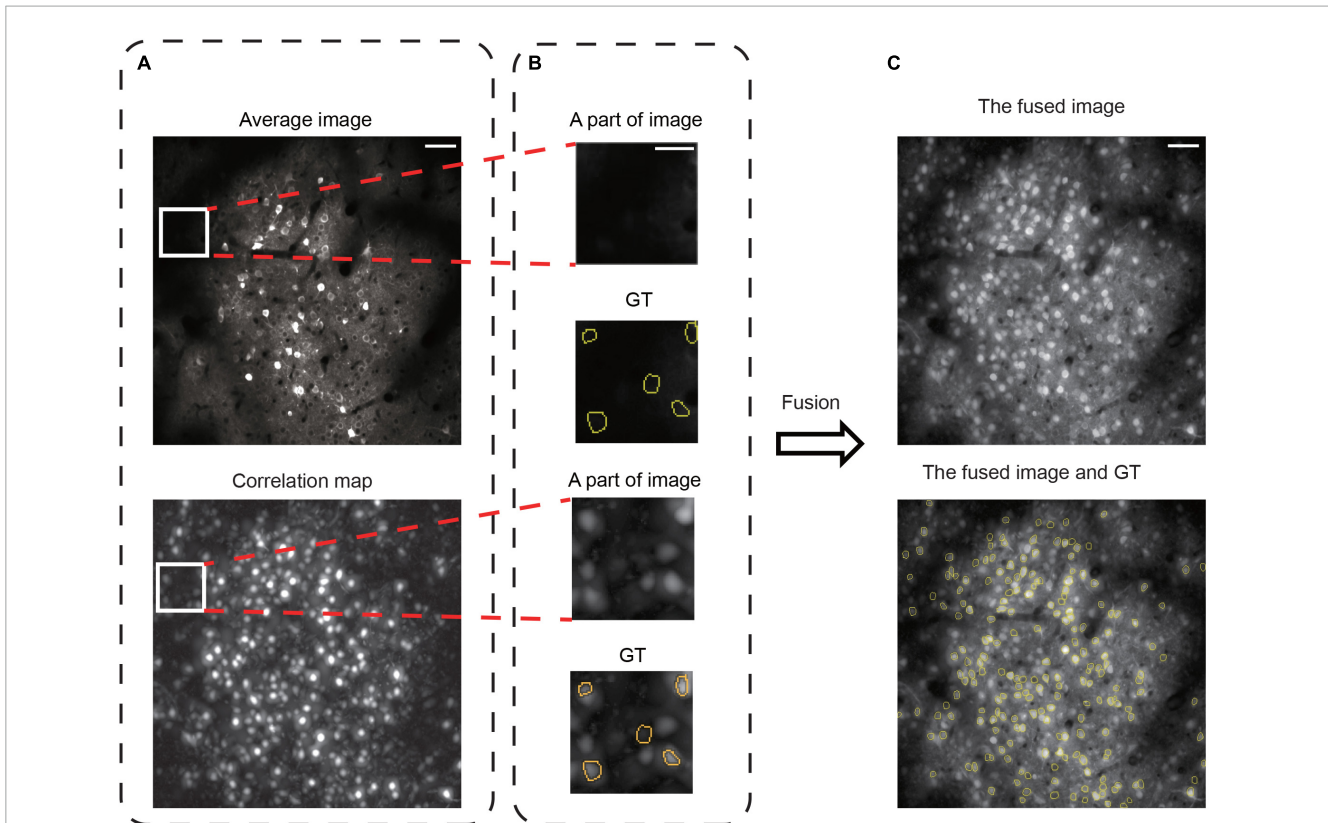 A
Average image
Correlation map
B
A part of image
GT
A part of image
GT
Fusion
C
The fused image
The fused image and GT